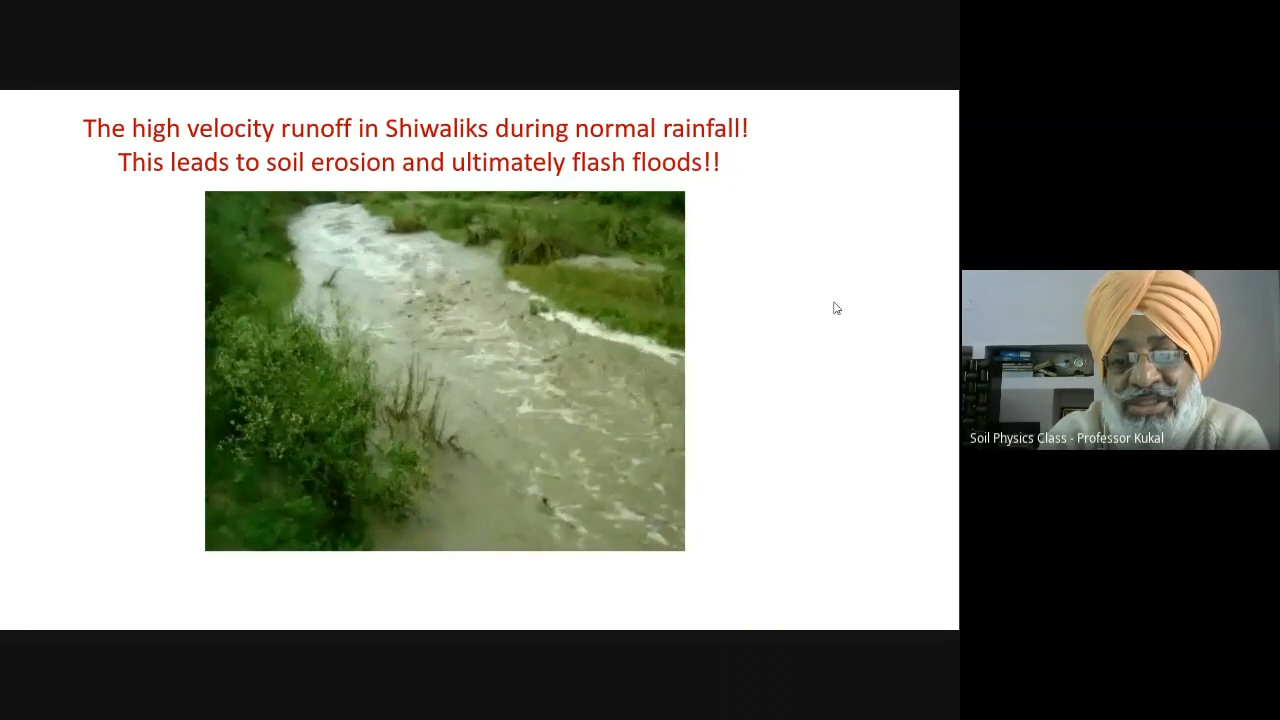 The high velocity runoff in Shiwaliks during normal rainfall!
This leads to soil erosion and ultimately flash floods!!
Soil Physics Class - Professor Kukal